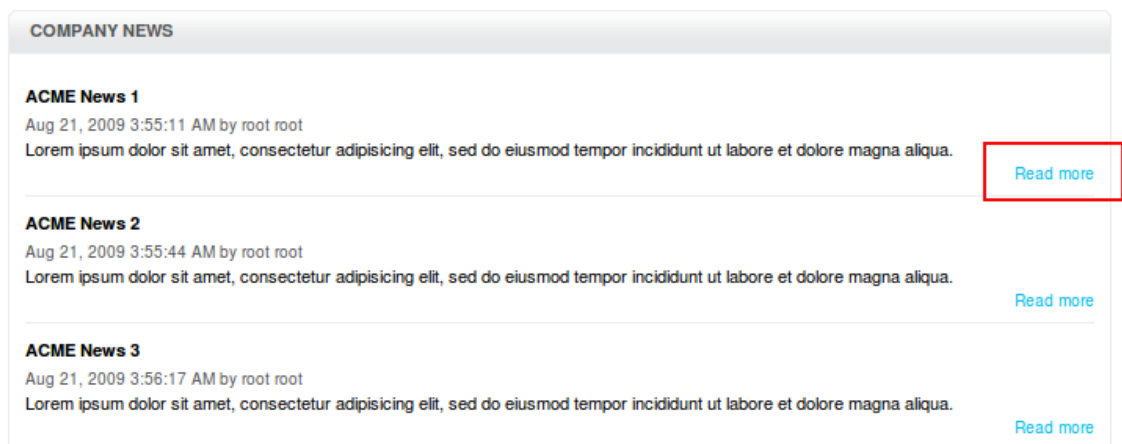 COMPANY NEWS
ACME News 1
Aug 21, 2009 3:55:11 AM by root root
Lorem ipsum dolor sit amet, consectetur adipisicing elit, sed do eiusmod tempor incididunt ut labore et dolore magna aliqua.
Read more
ACME News 2
Aug 21, 2009 3:55:44 AM by root root
Lorem ipsum dolor sit amet, consectetur adipisicing elit, sed do eiusmod tempor incididunt ut labore et dolore magna aliqua.
Read more
ACME News 3
Aug 21, 2009 3:56:17 AM by root root
Lorem ipsum dolor sit amet, consectetur adipisicing elit, sed do eiusmod tempor incididunt ut labore et dolore magna aliqua.
Read more